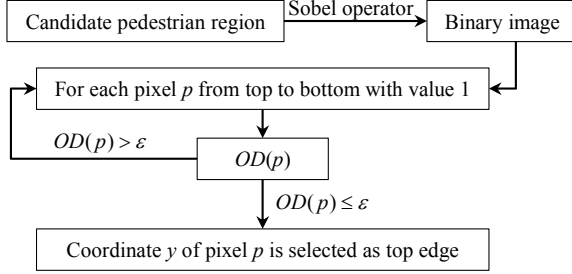 Candidate pedestrian region
Sobel operator
Binary image
For each pixel p from top to bottom with value 1
OD(p) > ε
OD(p)
OD(p) ≤ ε
Coordinate y of pixel p is selected as top edge